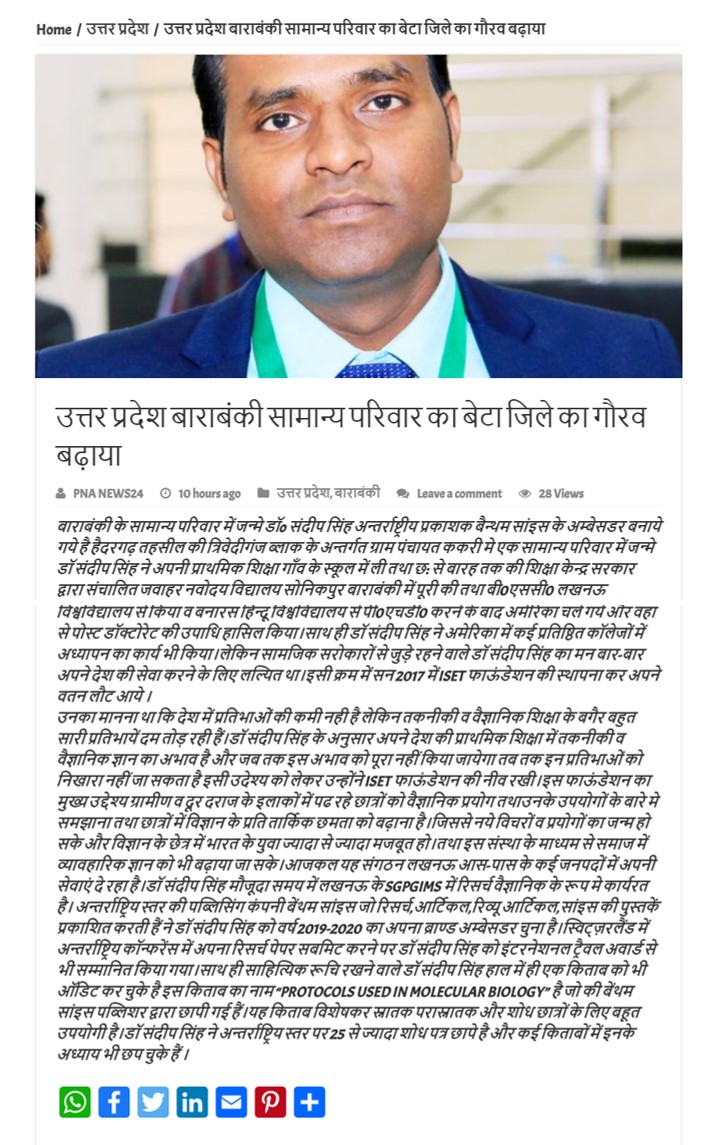 Home / उत्तर प्रदेश / उत्तर प्रदेश बाराबंकी सामान्य परिवार का बेटा जिले का गौरव बढ़ाया
उत्तर प्रदेश बाराबंकी सामान्य परिवार का बेटा जिले का गौरव
बढ़ाया
PNA NEWS24 10 hours ago उत्तर प्रदेश, बाराबंकी Leave a comment 28 Views
बाराबंकी के सामान्य परिवार में जन्मे डॉ0 संदीप सिंह अन्तर्राष्ट्रीय प्रकाशक बैन्थम सांइस के अम्बेसडर बनाये
गये है हैदरगढ़ तहसील की त्रिवेदीगंज ब्लाक के अन्तर्गत ग्राम पंचायत ककरी मे एक सामान्य परिवार में जन्मे
डॉ संदीप सिंह ने अपनी प्राथमिक शिक्षा गाँव के स्कूल में ली तथा छ: से बारह तक की शिक्षा केन्द्र सरकार
द्वारा संचालित जवाहर नवोदय विद्यालय सोनिकपुर बाराबंकी में पूरी की तथा बी0एससी0 लखनऊ
विश्वविद्यालय से किया व बनारस हिन्दू विश्वविद्यालय से पी0एचडी0 करने के बाद अमेरिका चले गये और वहा
से पोस्ट डॉक्टोरेट की उपाधि हासिल किया।साथ ही डॉ संदीप सिंह ने अमेरिका में कई प्रतिष्ठित कॉलेजों में
अध्यापन का कार्य भी किया।लेकिन सामजिक सरोकारों से जुड़े रहने वाले डॉ संदीप सिंह का मन बार-बार
अपने देश की सेवा करने के लिए लल्यित था।इसी क्रम में सन 2017 में ISET फाऊंडेशन की स्थापना कर अपने
वतन लौट आये ।
उनका मानना था कि देश में प्रतिभाओं की कमी नही है लेकिन तकनीकी व वैज्ञानिक शिक्षा के बगैर बहुत
सारी प्रतिभायें दम तोड़ रही हैं।डॉ संदीप सिंह के अनुसार अपने देश की प्राथमिक शिक्षा में तकनीकी व
वैज्ञानिक ज्ञान का अभाव है और जब तक इस अभाव को पूरा नहीं किया जायेगा तब तक इन प्रतिभाओं को
निखारा नहीं जा सकता है इसी उदेश्य को लेकर उन्होंने ISET फाऊंडेशन की नीव रखी।इस फाऊंडेशन का
मुख्य उद्देश्य ग्रामीण व दूर दराज के इलाकों में पढ रहे छात्रों को वैज्ञानिक प्रयोग तथाउनके उपयोगों के बारे मे
समझाना तथा छात्रों में विज्ञान के प्रति तार्किक छमता को बढ़ाना है।जिससे नये विचरों व प्रयोगों का जन्म हो
सके और विज्ञान के छेत्र में भारत के युवा ज्यादा से ज्यादा मजबूत हो।तथा इस संस्था के माध्यम से समाज में
व्यावहारिक ज्ञान को भी बढ़ाया जा सके।आजकल यह संगठन लखनऊ आस-पास के कई जनपदों में अपनी
सेवाएं दे रहा है।डॉ संदीप सिंह मौजूदा समय में लखनऊ के SGPGIMS में रिसर्च वैज्ञानिक के रूप मे कार्यरत
है। अन्तर्राष्ट्रिय स्तर की पब्लिसिंग कंपनी बेंथम सांइस जो रिसर्च,आर्टिकल,रिव्यू आर्टिकल,सांइस की पुस्तकें
प्रकाशित करती हैं ने डॉ संदीप सिंह को वर्ष 2019-2020 का अपना ब्राण्ड अम्बेसडर चुना है।स्विट्ज़रलैंड में
अन्तर्राष्ट्रिय कॉन्फरेंस में अपना रिसर्च पेपर सबमिट करने पर डॉ संदीप सिंह को इंटरनेशनल ट्रैवल अवार्ड से
भी सम्मानित किया गया।साथ ही साहित्यिक रूचि रखने वाले डॉ संदीप सिंह हाल में ही एक किताब को भी
ऑडिट कर चुके है इस किताब का नाम "PROTOCOLS USED IN MOLECULAR BIOLOGY" है जो की बेंथम
सांइस पब्लिशर द्वारा छापी गई हैं।यह किताब विशेषकर स्नातक परास्नातक और शोध छात्रों के लिए बहूत
उपयोगी है।डॉ संदीप सिंह ने अन्तर्राष्ट्रिय स्तर पर 25 से ज्यादा शोध पत्र छापे है और कई किताबों में इनके
अध्याय भी छप चुके हैं ।